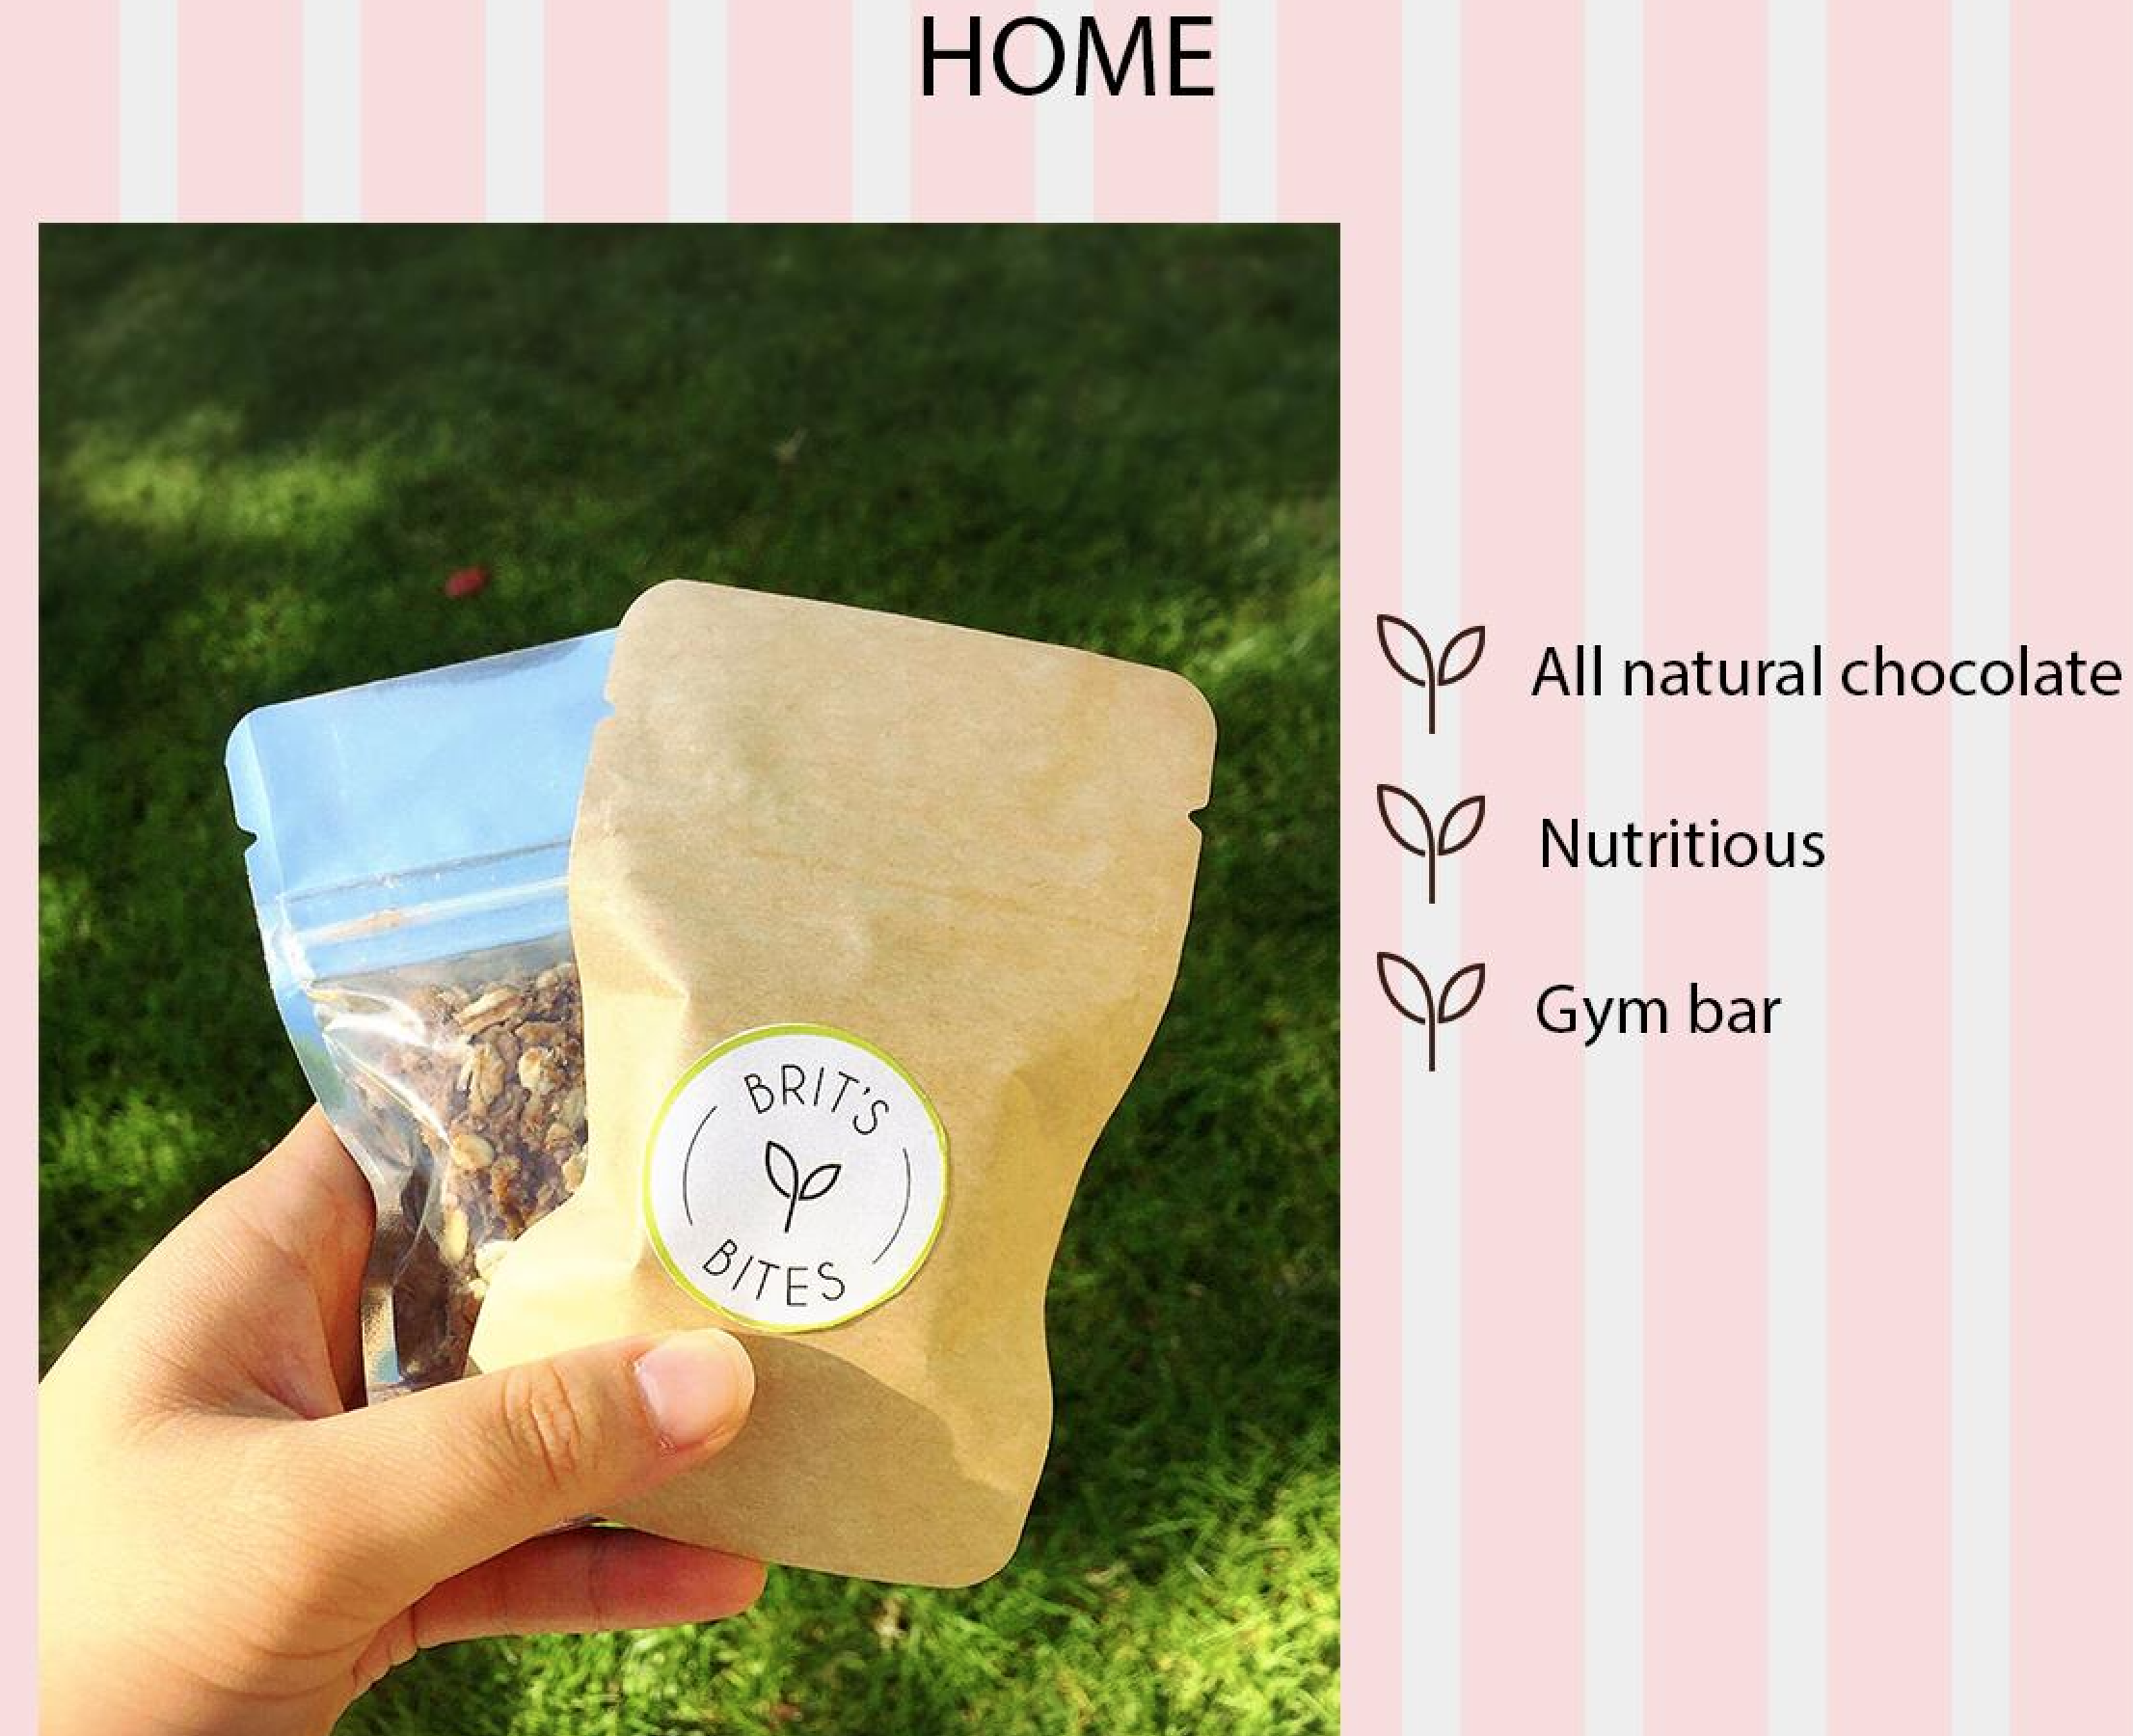 HOME
All natural chocolate
Nutritious
Gym bar
BRIT'S
BITES